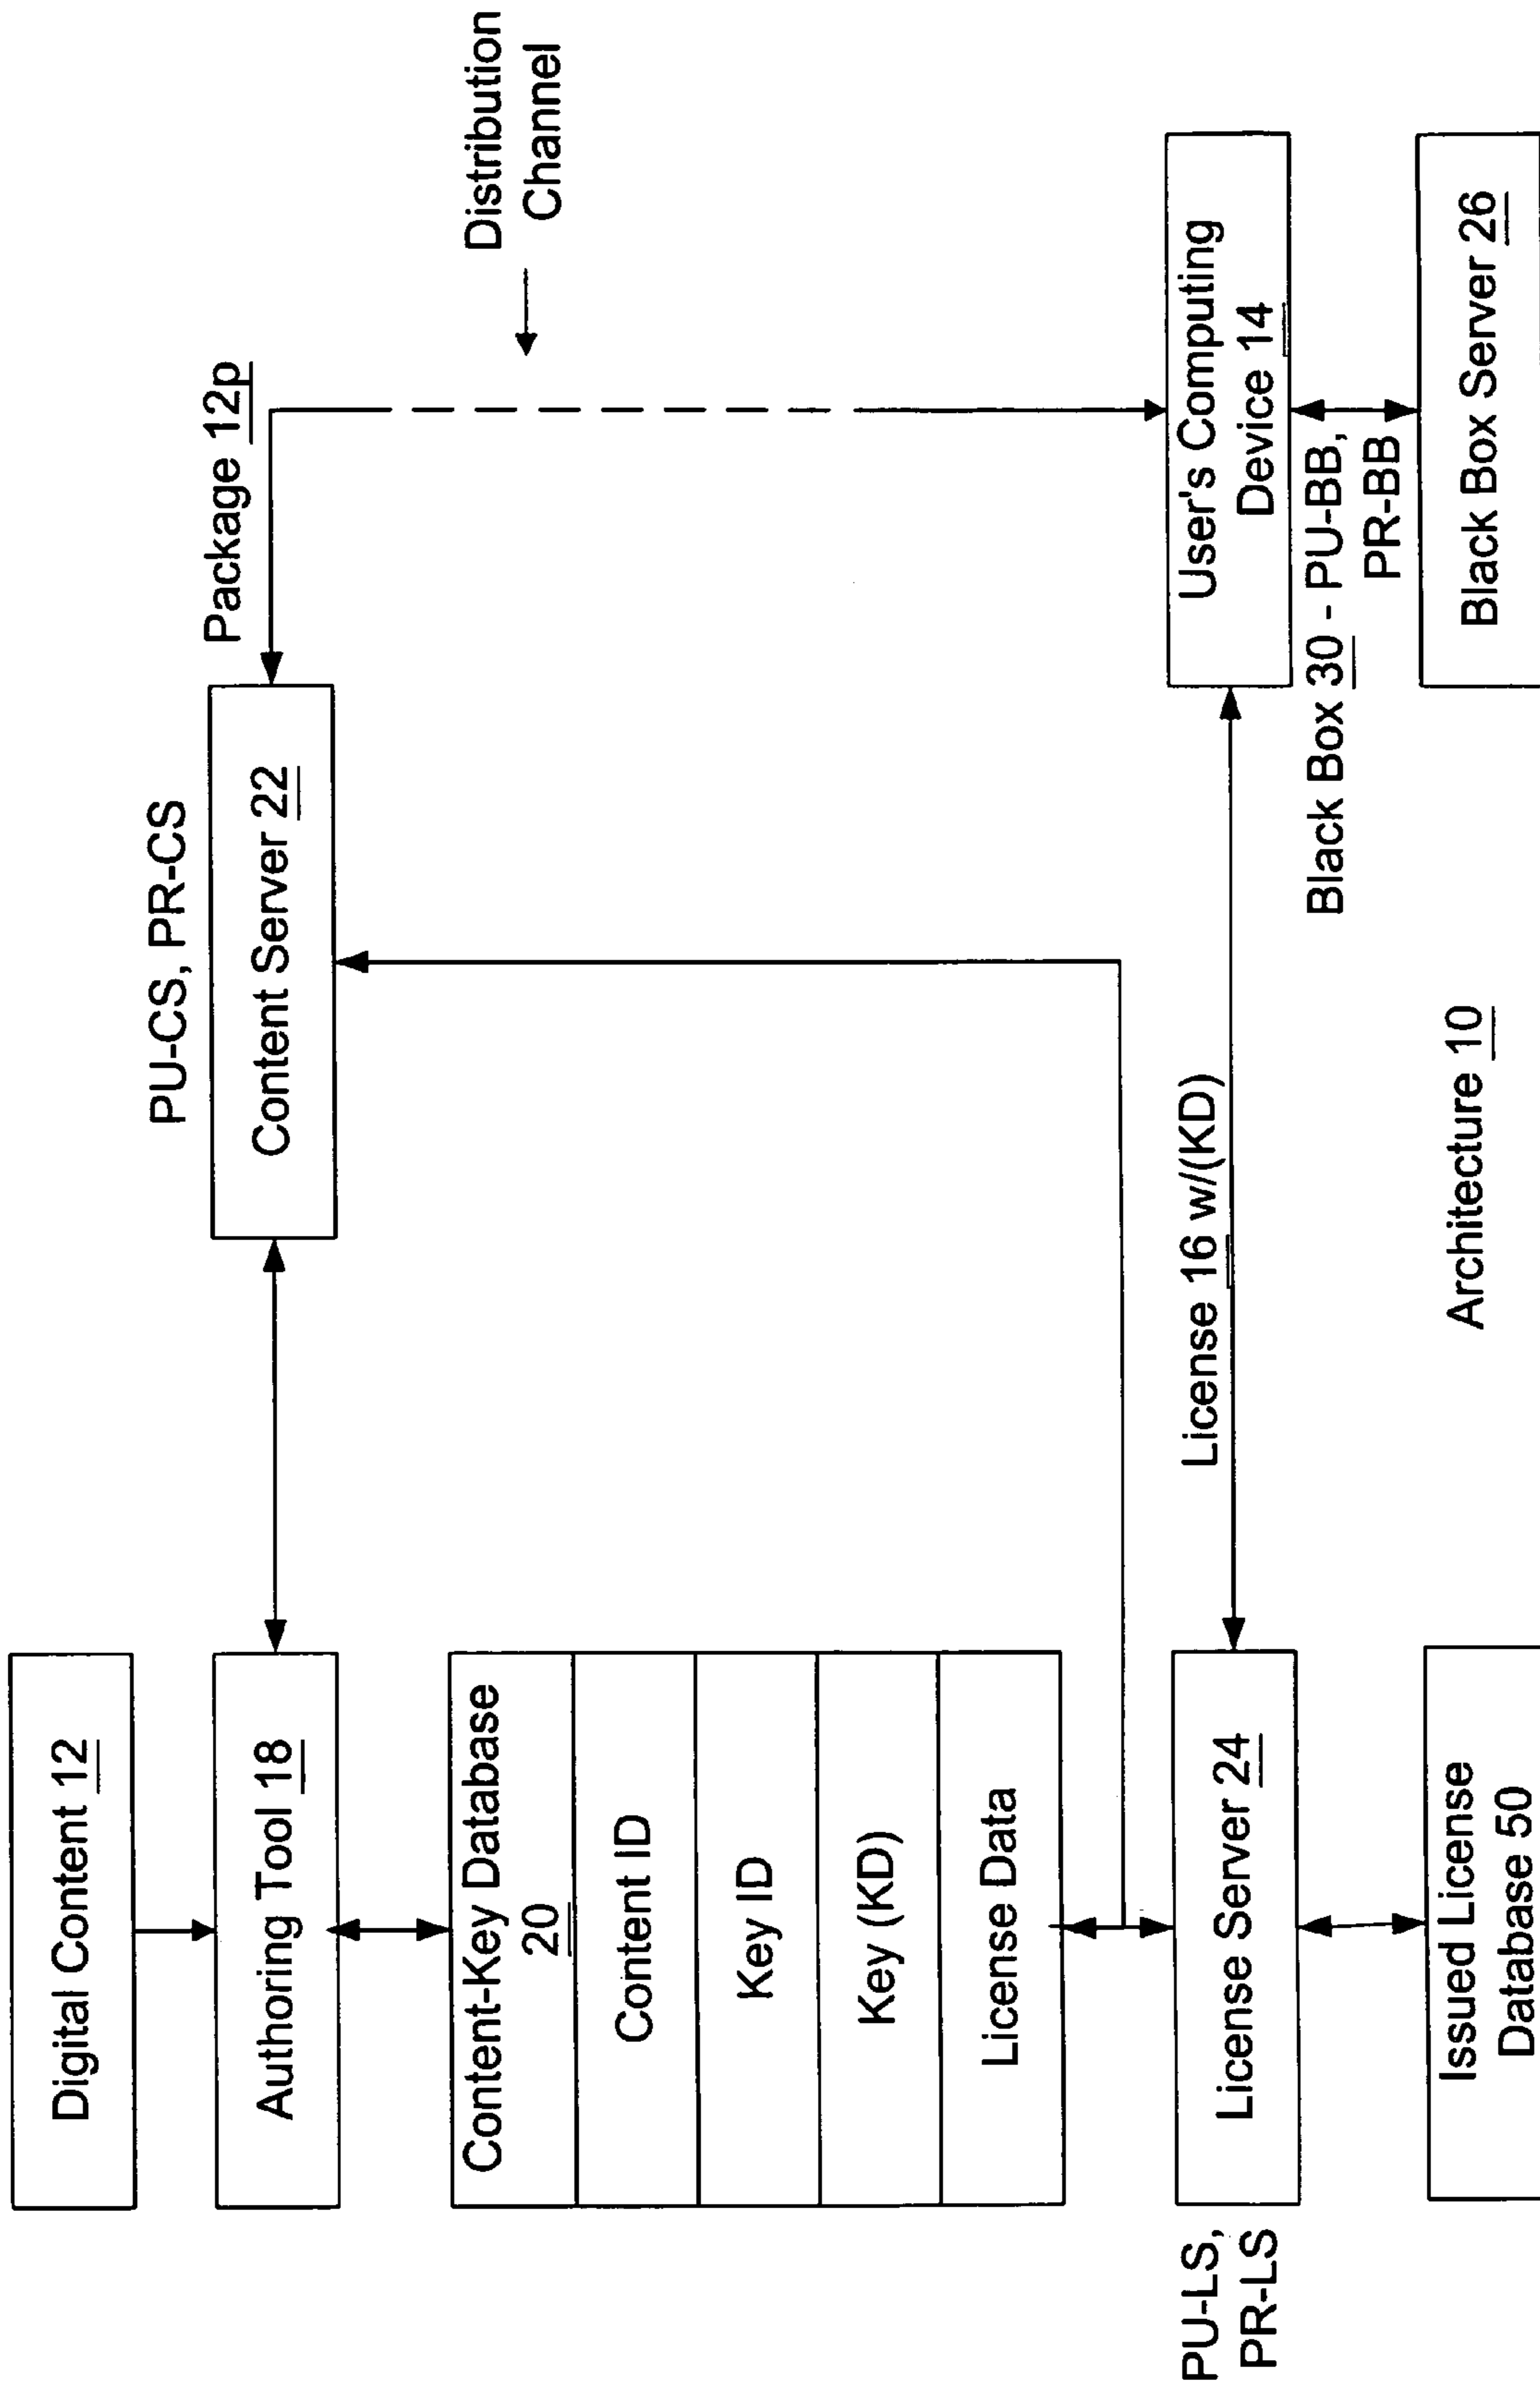 Digital Content 12
Authoring Tool 18
Content-Key Database
20
Content ID
Key ID
Key (KD)
License Data
PU-LS,
PR-LS
License Server 24
Issued License
Database 50
PU-CS, PR-CS
Content Server 22
Package 12p
Distribution
Channel
License 16 w/(KD)
User's Computing
Device 14
Black Box 30 - PU-BB,
PR-BB
Black Box Server 26
Architecture 10